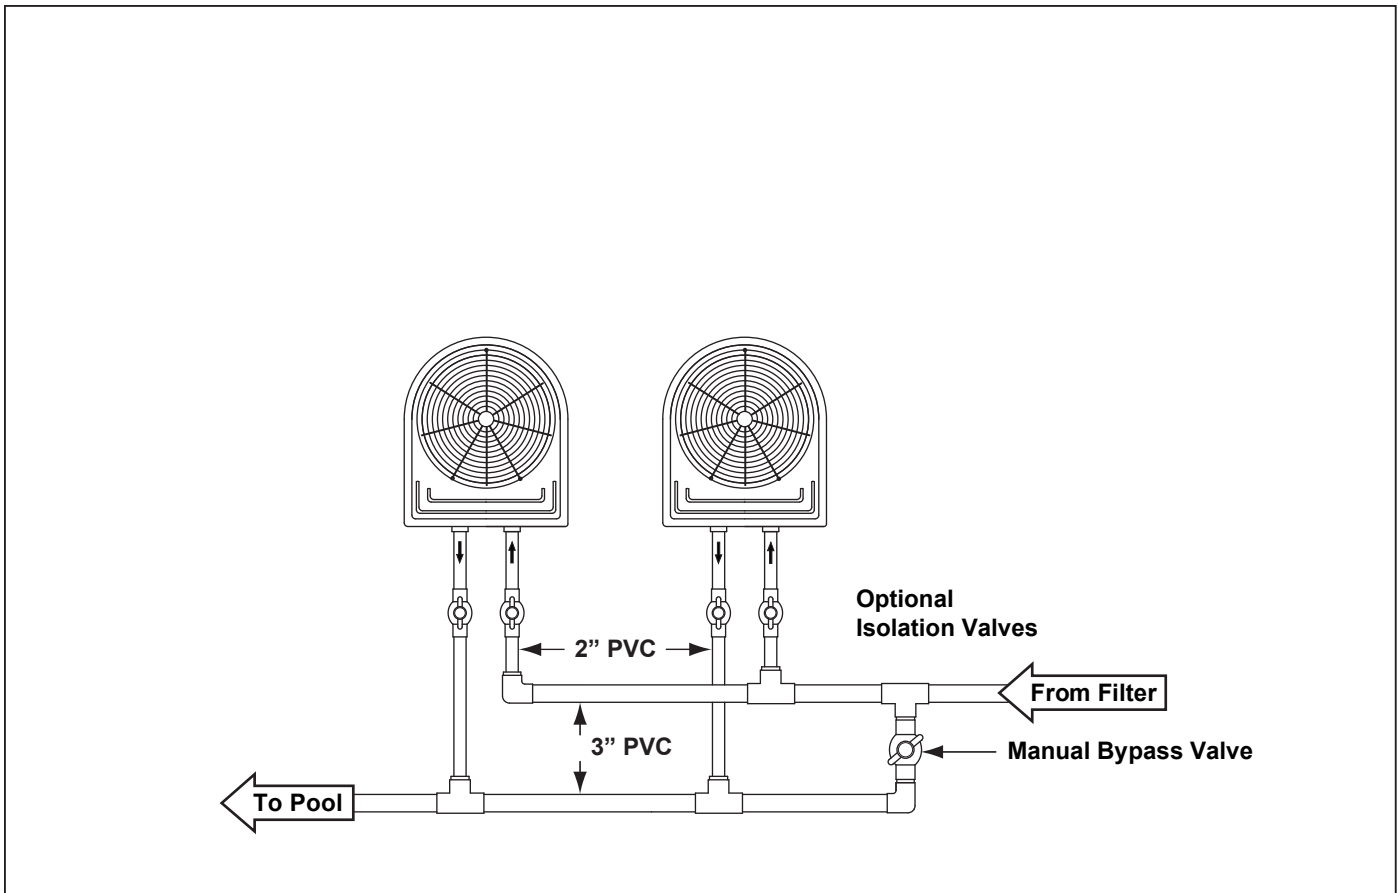 Optional
Isolation Valves
2” PVC
From Filter
3” PVC
Manual Bypass Valve
To Pool